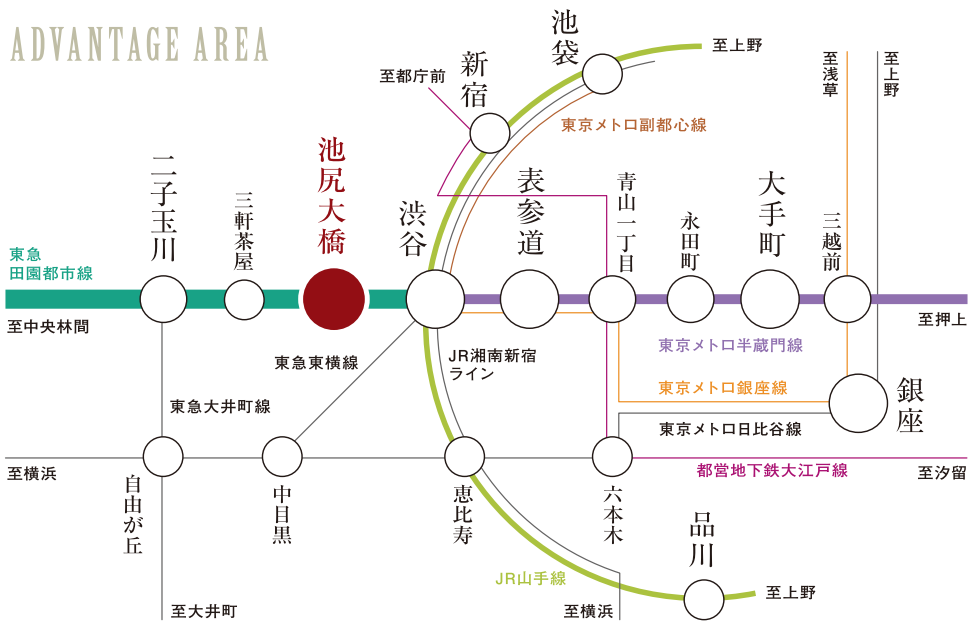 ADVANTAGE AREA
池袋
至上野
新宿
至都庁前
至浅草
至上野
東京メトロ副都心線
池尻大橋
二子玉川
三軒茶屋
渋谷
表参道
青山一丁目
永田町
大手町
三越前
東急
田園都市線
至中央林間
至押上
東急東横線
JR湘南新宿
ライン
東京メトロ半蔵門線
東京メトロ銀座線
銀座
東急大井町線
東京メトロ日比谷線
至横浜
都営地下鉄大江戸線
至汐留
自由が丘
中目黒
恵比寿
六本木
品川
JR山手線
至上野
至大井町
至横浜